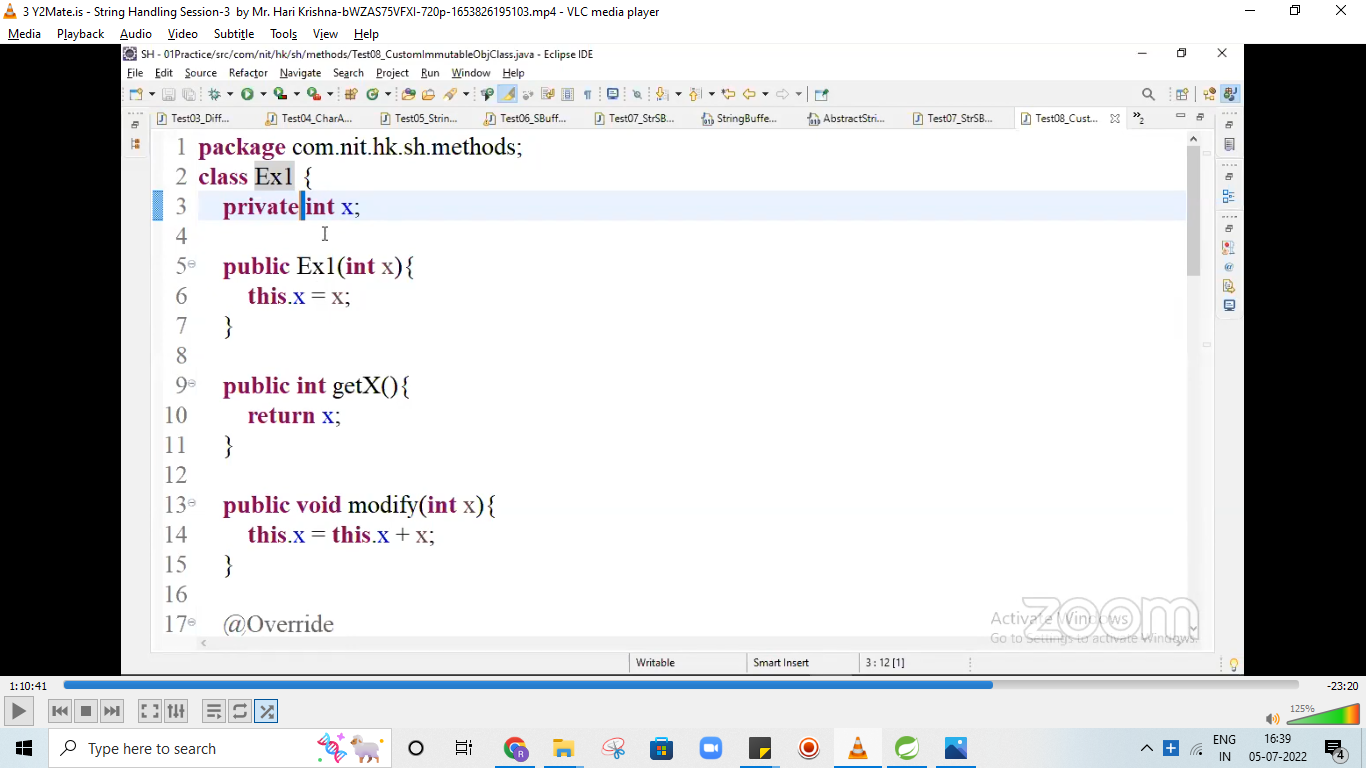 3 Y2Mate.is - String Handling Session-3 by Mr. Hari Krishna-bWZAS75VFXI-720p-1653826195103.mp4 - VLC media player
Media Playback Audio Video Subtitle Tools View Help
SH - 01Practice/src/com/nit/hk/sh/methods/Test08_CustomImmutableObjClass.java - Eclipse IDE
File Edit Source Refactor Navigate Search Project Run Window Help
Test03_Diff... Test04_CharA... Test05_Strin... Test06_SBuff... Test07_StrSB... StringBuffe... AbstractStri... Test07_StrSB... Test08_Cust... »2
1 package com.nit.hk.sh.methods;
2 class Ex1 {
3 private int x;
4
5 public Ex1(int x){
6 this.x = x;
7 }
8
9 public int getX(){
10 return x;
11 }
12
13 public void modify(int x){
14 this.x = this.x + x;
15 }
16
17 @Override
zoom
Activate Windows
Go to Settings to activate Windows.
Writable Smart Insert 3 : 12 [1]
1:10:41 -23:20
125%
Type here to search
ENG 16:39
IN 05-07-2022 4